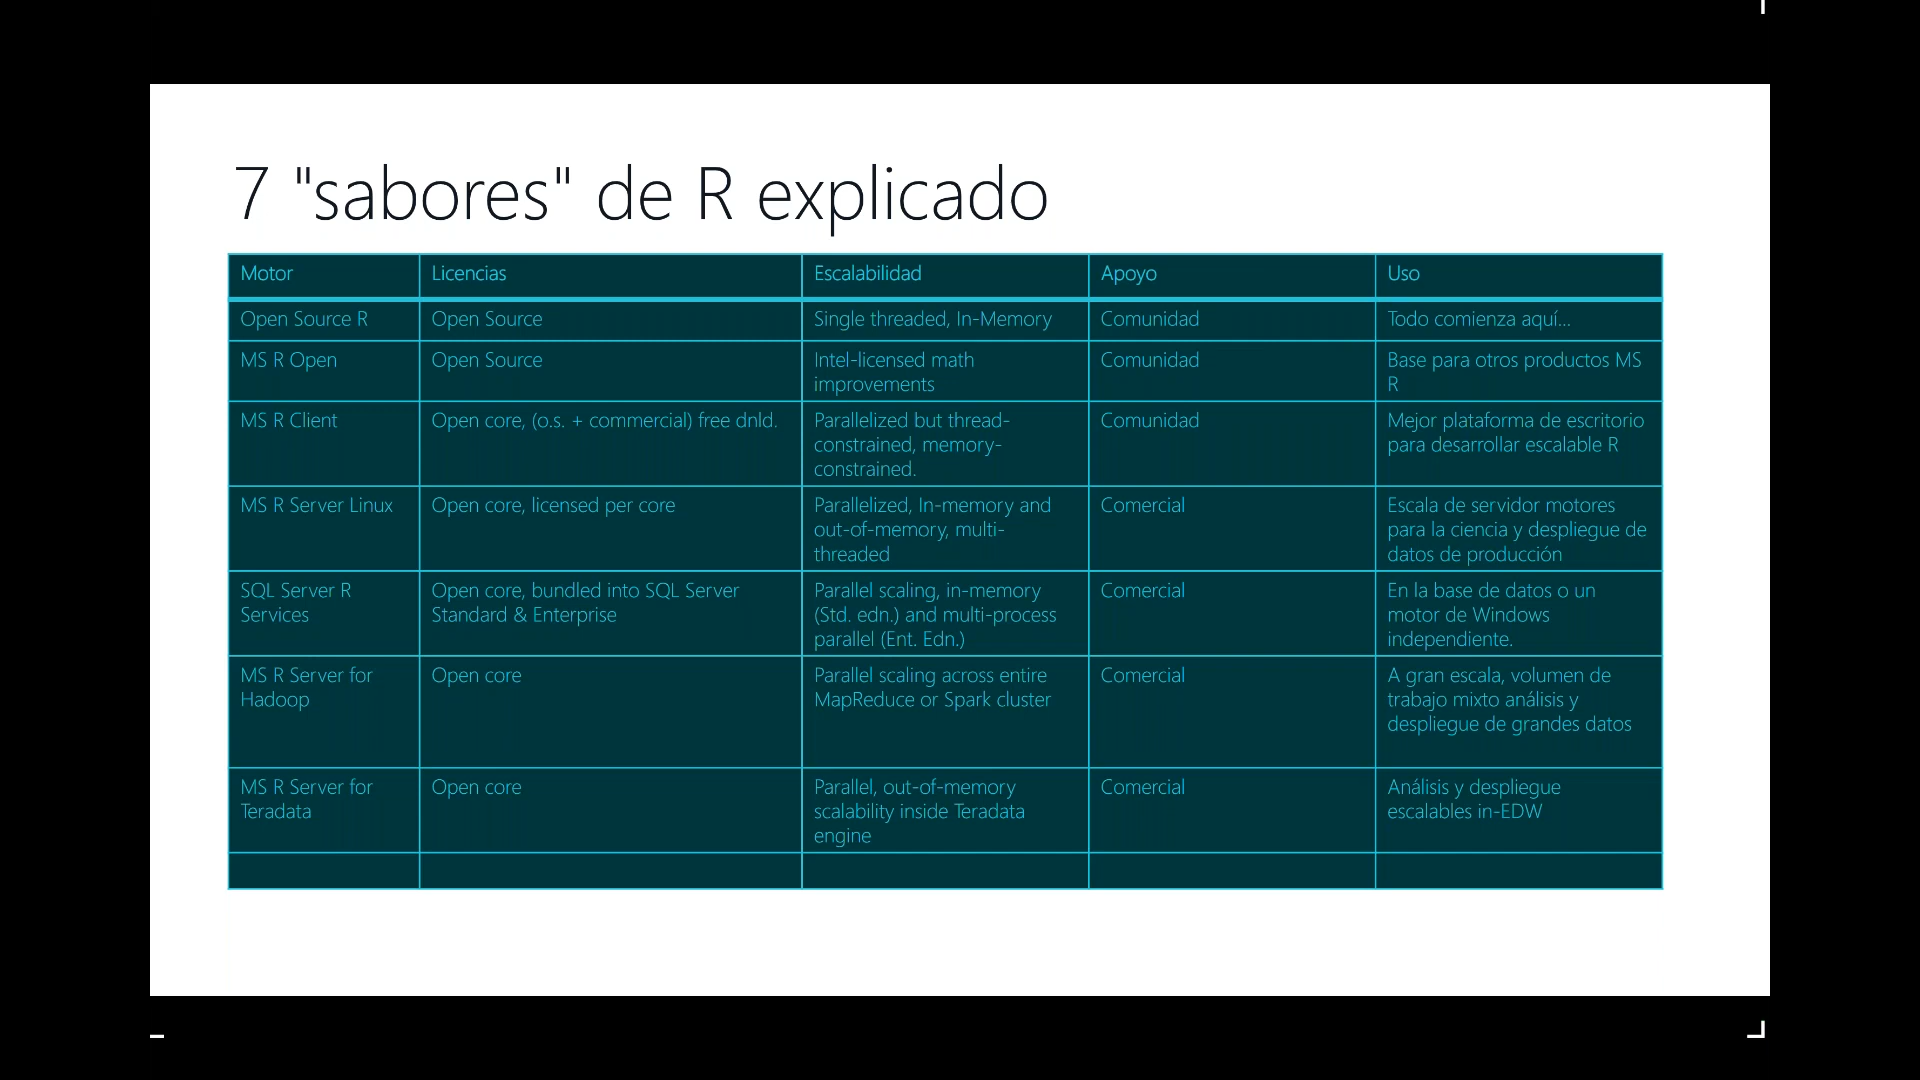 7 "sabores" de R explicado
Motor
Licencias
Escalabilidad
Apoyo
Uso
Open Source R
Open Source
Single threaded, In-Memory
Comunidad
Todo comienza aquí...
MS R Open
Open Source
Intel-licensed math
improvements
Comunidad
Base para otros productos MS
R
MS R Client
Open core, (o.s. + commercial) free dnld.
Parallelized but thread-
constrained, memory-
constrained.
Comunidad
Mejor plataforma de escritorio
para desarrollar escalable R
MS R Server Linux
Open core, licensed per core
Parallelized, In-memory and
out-of-memory, multi-
threaded
Comercial
Escala de servidor motores
para la ciencia y despliegue de
datos de producción
SQL Server R
Services
Open core, bundled into SQL Server
Standard & Enterprise
Parallel scaling, in-memory
(Std. edn.) and multi-process
parallel (Ent. Edn.)
Comercial
En la base de datos o un
motor de Windows
independiente.
MS R Server for
Hadoop
Open core
Parallel scaling across entire
MapReduce or Spark cluster
Comercial
A gran escala, volumen de
trabajo mixto análisis y
despliegue de grandes datos
MS R Server for
Teradata
Open core
Parallel, out-of-memory
scalability inside Teradata
engine
Comercial
Análisis y despliegue
escalables in-EDW